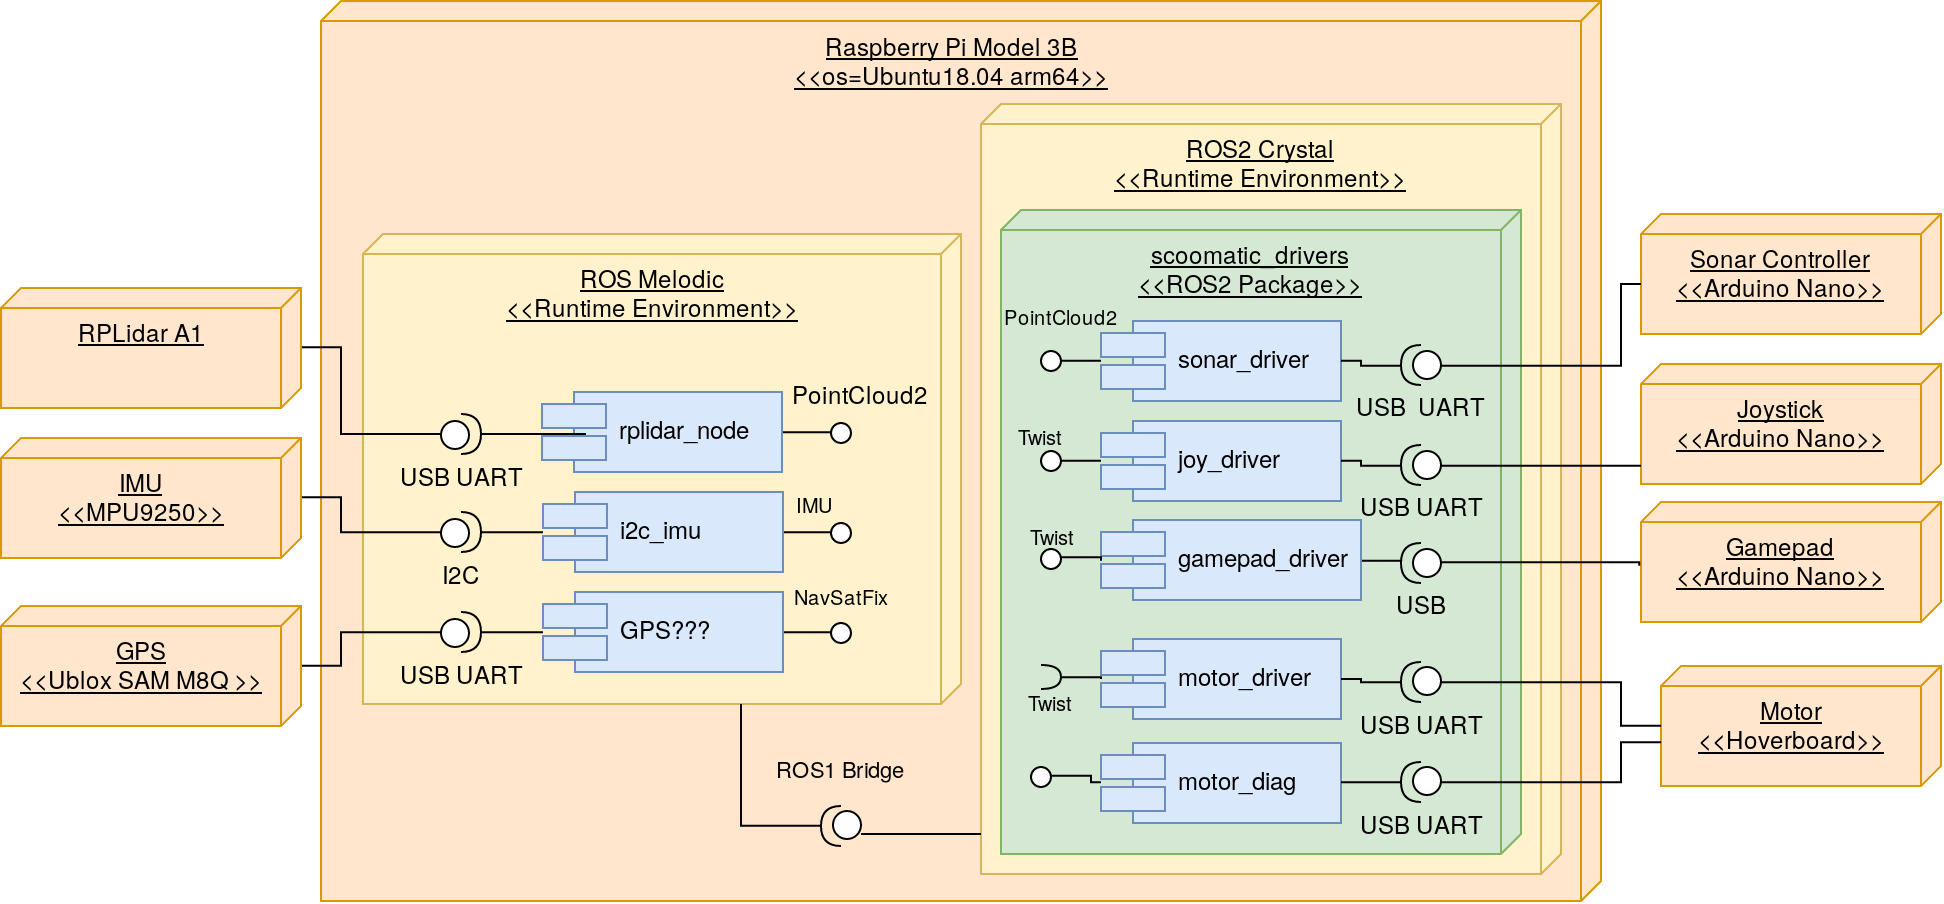 Raspberry Pi Model 3B
<<os=Ubuntu18.04 arm64>>
ROS2 Crystal
<<Runtime Environment>>
scoomatic_drivers
<<ROS2 Package>>
PointCloud2
sonar_driver
USB  UART
Twist
joy_driver
USB UART
Twist
gamepad_driver
USB
motor_driver
Twist
USB UART
motor_diag
USB UART
ROS Melodic
<<Runtime Environment>>
PointCloud2
rplidar_node
USB UART
IMU
i2c_imu
I2C
NavSatFix
GPS???
USB UART
ROS1 Bridge
RPLidar A1
IMU
<<MPU9250>>
GPS
<<Ublox SAM M8Q >>
Sonar Controller
<<Arduino Nano>>
Joystick
<<Arduino Nano>>
Gamepad
<<Arduino Nano>>
Motor
<<Hoverboard>>